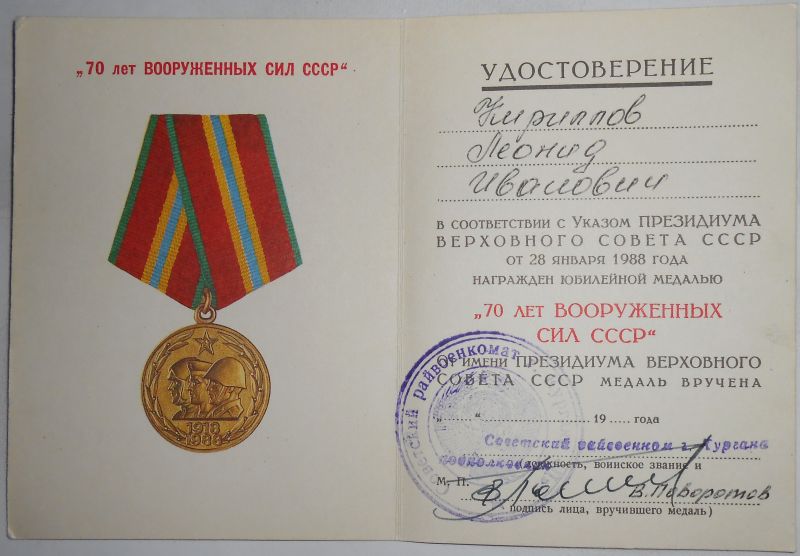 „70 лет ВООРУЖЕННЫХ СИЛ СССР“
1918
1988
УДОСТОВЕРЕНИЕ
Кириллов
Леонид
Иванович
В СООТВЕТСТВИИ С УКАЗОМ ПРЕЗИДИУМА
ВЕРХОВНОГО СОВЕТА СССР
ОТ 28 ЯНВАРЯ 1988 ГОДА
НАГРАЖДЕН ЮБИЛЕЙНОЙ МЕДАЛЬЮ
„70 ЛЕТ ВООРУЖЕННЫХ
СИЛ СССР“
ОТ ИМЕНИ ПРЕЗИДИУМА ВЕРХОВНОГО
СОВЕТА СССР МЕДАЛЬ ВРУЧЕНА
„ “ 19 ..... года
Советский райвоенком г. Кургана
подполковник
(должность, воинское звание и
М. П.
В. Поворотов
подпись лица, вручившего медаль)
Советский райвоенкомат